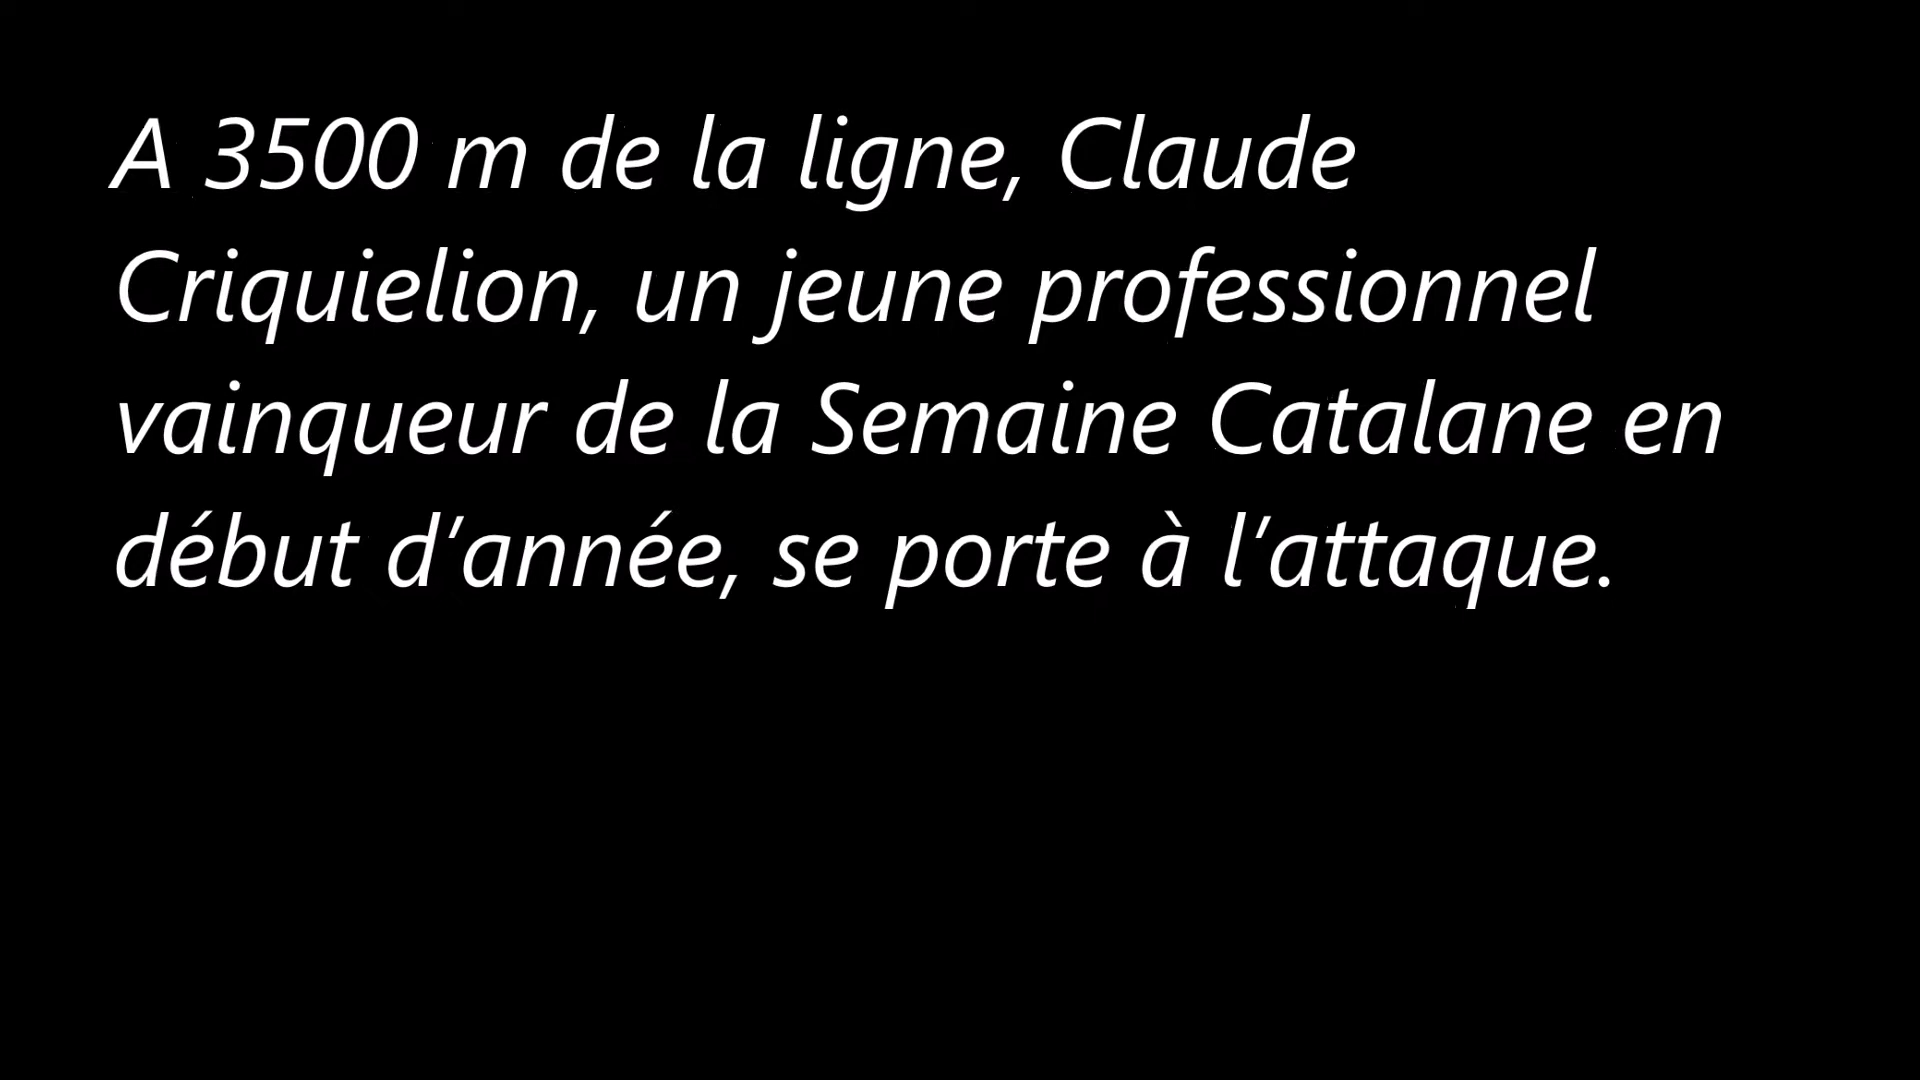 A 3500 m de la ligne, Claude
Criquielion, un jeune professionnel
vainqueur de la Semaine Catalane en
début d’année, se porte à l’attaque.